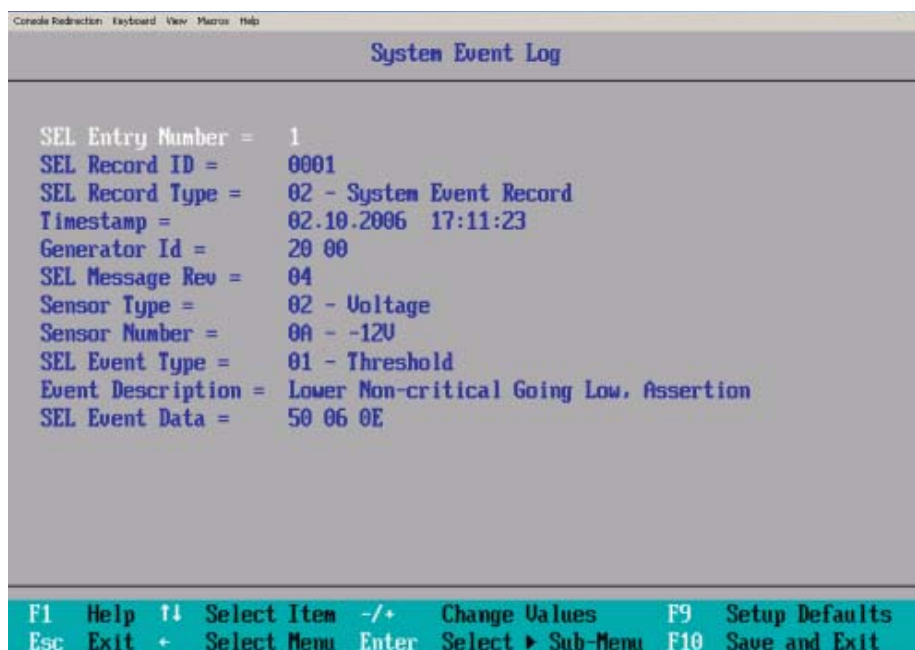 Console Redirection Keyboard View Macros Help
System Event Log
SEL Entry Number = 1
SEL Record ID = 0001
SEL Record Type = 02 - System Event Record
Timestamp = 02.10.2006 17:11:23
Generator Id = 20 00
SEL Message Rev = 04
Sensor Type = 02 - Voltage
Sensor Number = 0A - -12V
SEL Event Type = 01 - Threshold
Event Description = Lower Non-critical Going Low, Assertion
SEL Event Data = 50 06 0E
F1 Help ↑↓ Select Item -/+ Change Values F9 Setup Defaults
Esc Exit ← Select Menu Enter Select ▶ Sub-Menu F10 Save and Exit